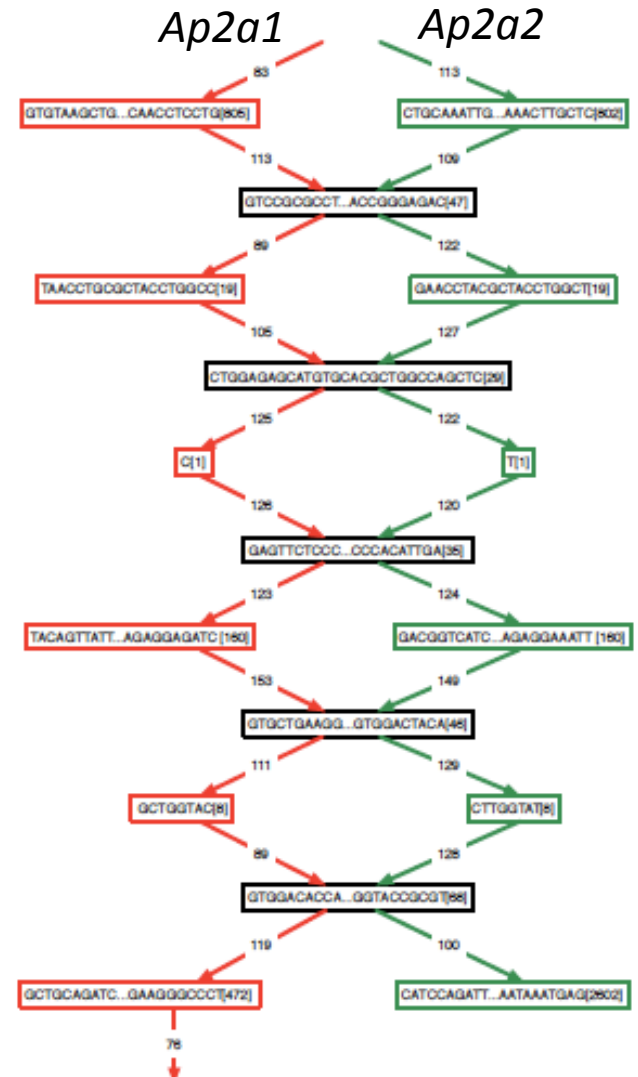 Ap2a1 Ap2a2
83 113
GTGTAAGCTG...CAACCTCCTG[805] CTGCAAATTG...AAACTTGCTC[802]
113 109
GTCCGCGCCT...ACCGGGAGAC[47]
89 122
TAACCTGCGCTACCTGGCC[19] GAACCTACGCTACCTGGCT[19]
105 127
CTGGAGAGCATGTGCACGCTGGCCAGCTC[29]
125 122
C[1] T[1]
126 120
GAGTTCTCCC...CCCACATTGA[35]
123 124
TACAGTTATT...AGAGGAGATC [160] GACGGTCATC...AGAGGAAATT [160]
153 149
GTGCTGAAGG...GTGGACTACA[46]
111 129
GCTGGTAC[8] CTTGGTAT[8]
89 128
GTGGACACCA...GGTACCGCGT[68]
119 100
GCTGCAGATC...GAAGGGCCCT[472] CATCCAGATT...AATAAATGAG[2602]
76